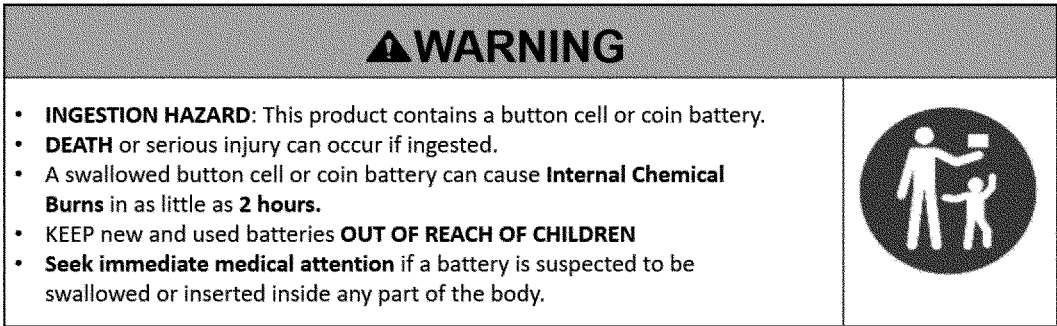 ⚠WARNING
• INGESTION HAZARD: This product contains a button cell or coin battery.
• DEATH or serious injury can occur if ingested.
• A swallowed button cell or coin battery can cause Internal Chemical
Burns in as little as 2 hours.
• KEEP new and used batteries OUT OF REACH OF CHILDREN
• Seek immediate medical attention if a battery is suspected to be
swallowed or inserted inside any part of the body.